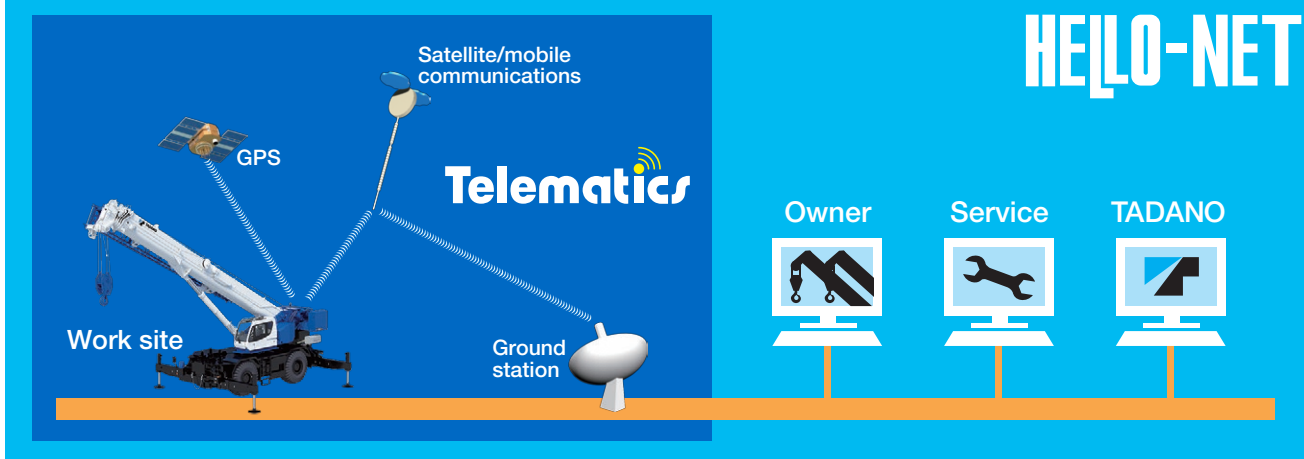 HELLO-NET
Satellite/mobile
communications
GPS
Telematics
Work site
Ground
station
Owner
Service
TADANO